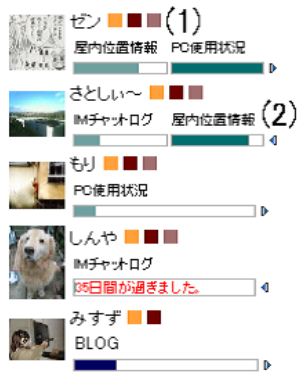 ゼン (1)
屋内位置情報 PC使用状況
さとしぃ〜
IMチャットログ 屋内位置情報 (2)
もり
PC使用状況
しんや
IMチャットログ
35日間が過ぎました。
みすず
BLOG